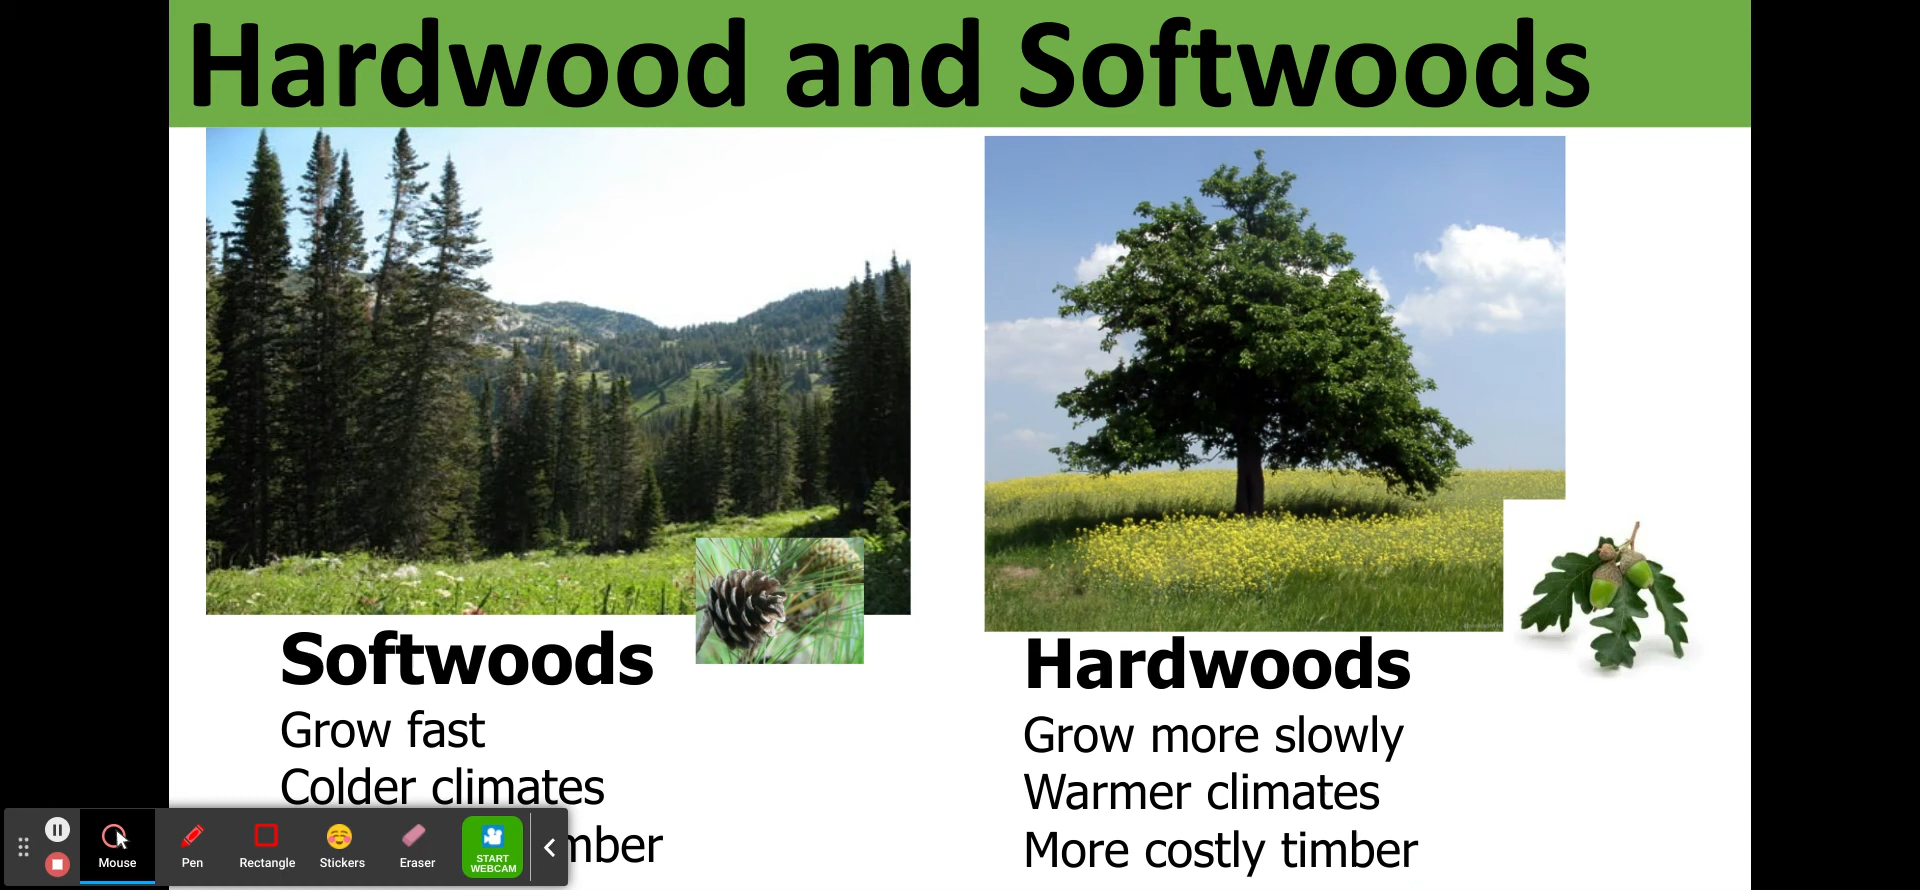 Hardwood and Softwoods
Softwoods
Grow fast
Colder climates
Hardwoods
Grow more slowly
Warmer climates
More costly timber
Mouse
Pen
Rectangle
Stickers
Eraser
START
WEBCAM